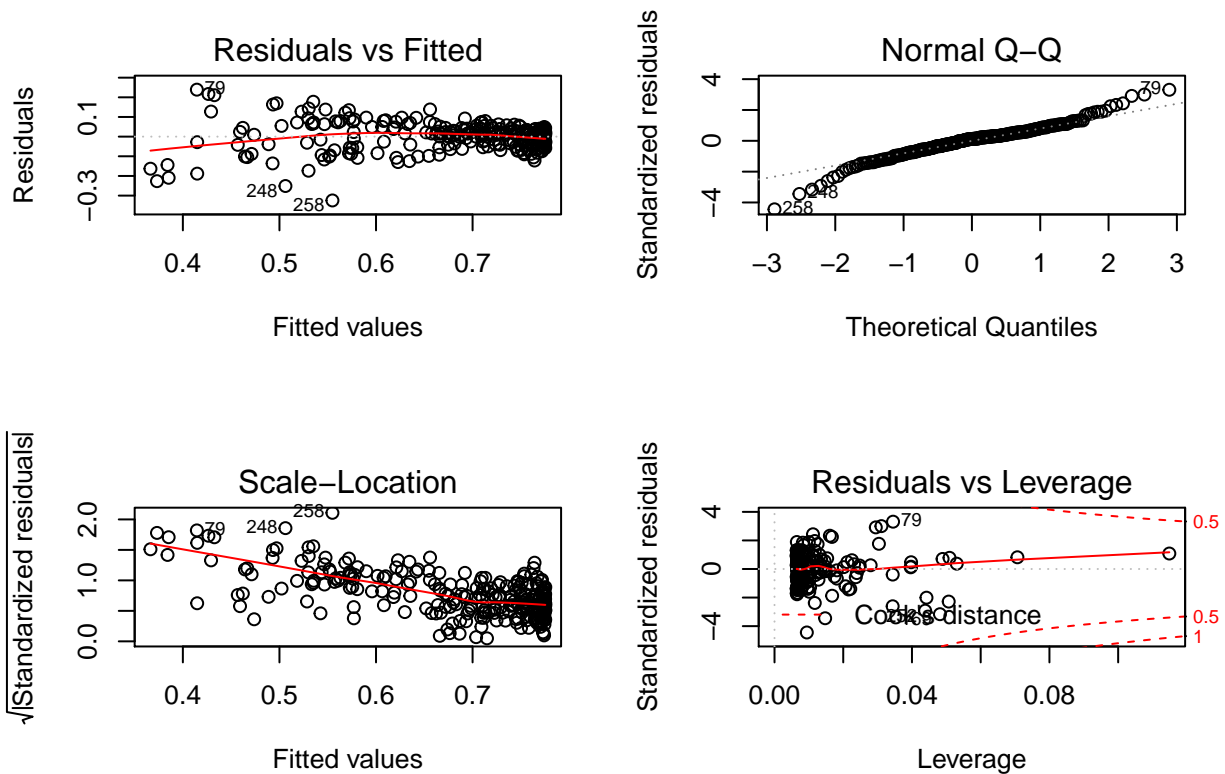 Residuals vs Fitted
Residuals
0.1
−0.3
79
248
258
0.4 0.5 0.6 0.7
Fitted values
Normal Q−Q
Standardized residuals
4
0
−4
79
248
258
−3 −2 −1 0 1 2 3
Theoretical Quantiles
Scale−Location
√|Standardized residuals|
2.0
1.0
0.0
79
248
258
0.4 0.5 0.6 0.7
Fitted values
Residuals vs Leverage
Standardized residuals
4
0
−4
79
Cook's distance
0.5
0.5
1
0.00 0.04 0.08
Leverage